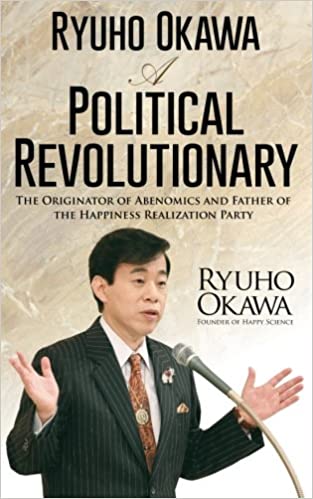 RYUHO OKAWA
A
POLITICAL
REVOLUTIONARY
THE ORIGINATOR OF ABENOMICS AND FATHER OF
THE HAPPINESS REALIZATION PARTY
RYUHO
OKAWA
FOUNDER OF HAPPY SCIENCE